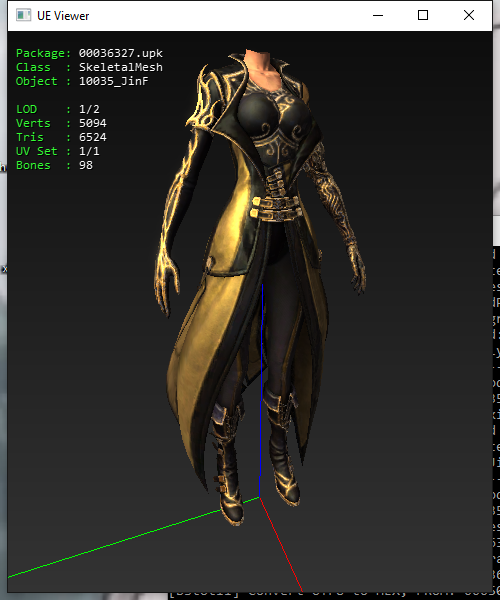 UE Viewer
Package: 00036327.upk
Class  : SkeletalMesh
Object : 10035_JinF
LOD    : 1/2
Verts  : 5094
Tris   : 6524
UV Set : 1/1
Bones  : 98